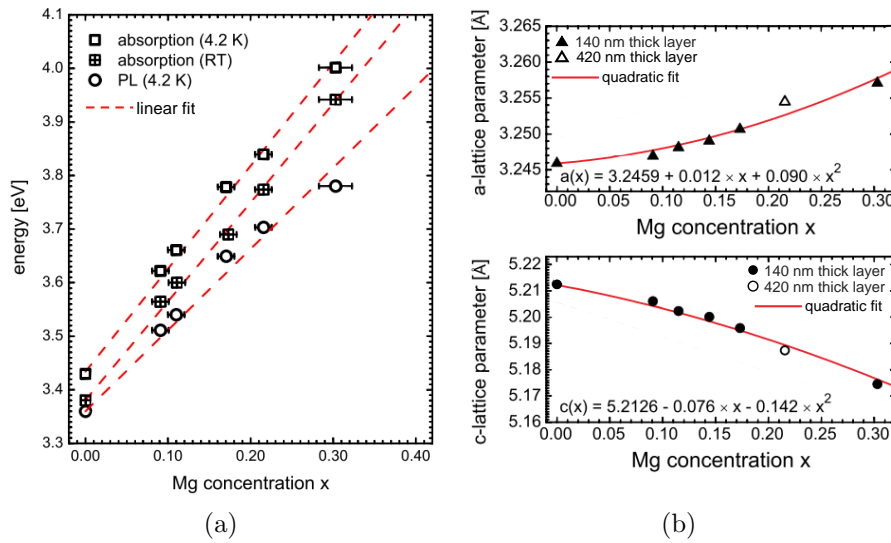 4.1
4.0
3.9
3.8
3.7
3.6
3.5
3.4
3.3
energy [eV]
absorption (4.2 K)
absorption (RT)
PL (4.2 K)
linear fit
0.00 0.10 0.20 0.30 0.40
Mg concentration x
(a)
3.265
3.260
3.255
3.250
3.245
a-lattice parameter [Å]
140 nm thick layer
420 nm thick layer
quadratic fit
a(x) = 3.2459 + 0.012 × x + 0.090 × x²
0.00 0.05 0.10 0.15 0.20 0.25 0.30
Mg concentration x
5.22
5.21
5.20
5.19
5.18
5.17
5.16
c-lattice parameter [Å]
140 nm thick layer
420 nm thick layer
quadratic fit
c(x) = 5.2126 - 0.076 × x - 0.142 × x²
0.00 0.05 0.10 0.15 0.20 0.25 0.30
Mg concentration x
(b)